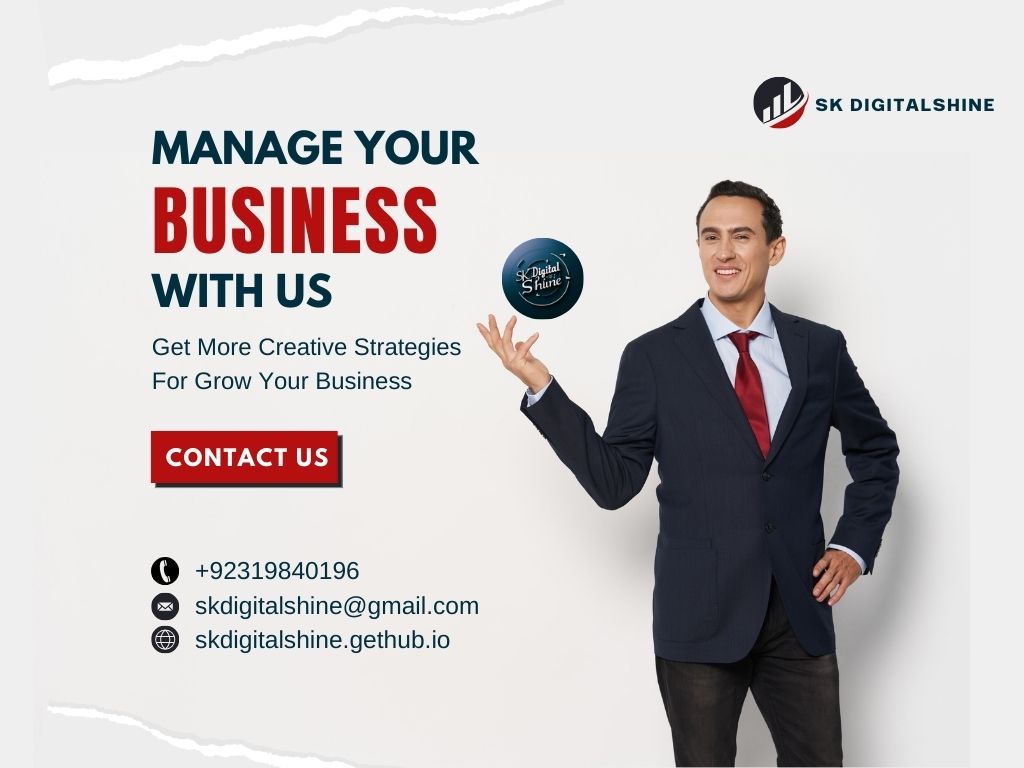 SK DIGITALSHINE
MANAGE YOUR
BUSINESS
WITH US
SK Digital
Shine
Get More Creative Strategies
For Grow Your Business
CONTACT US
+92319840196
skdigitalshine@gmail.com
skdigitalshine.gethub.io